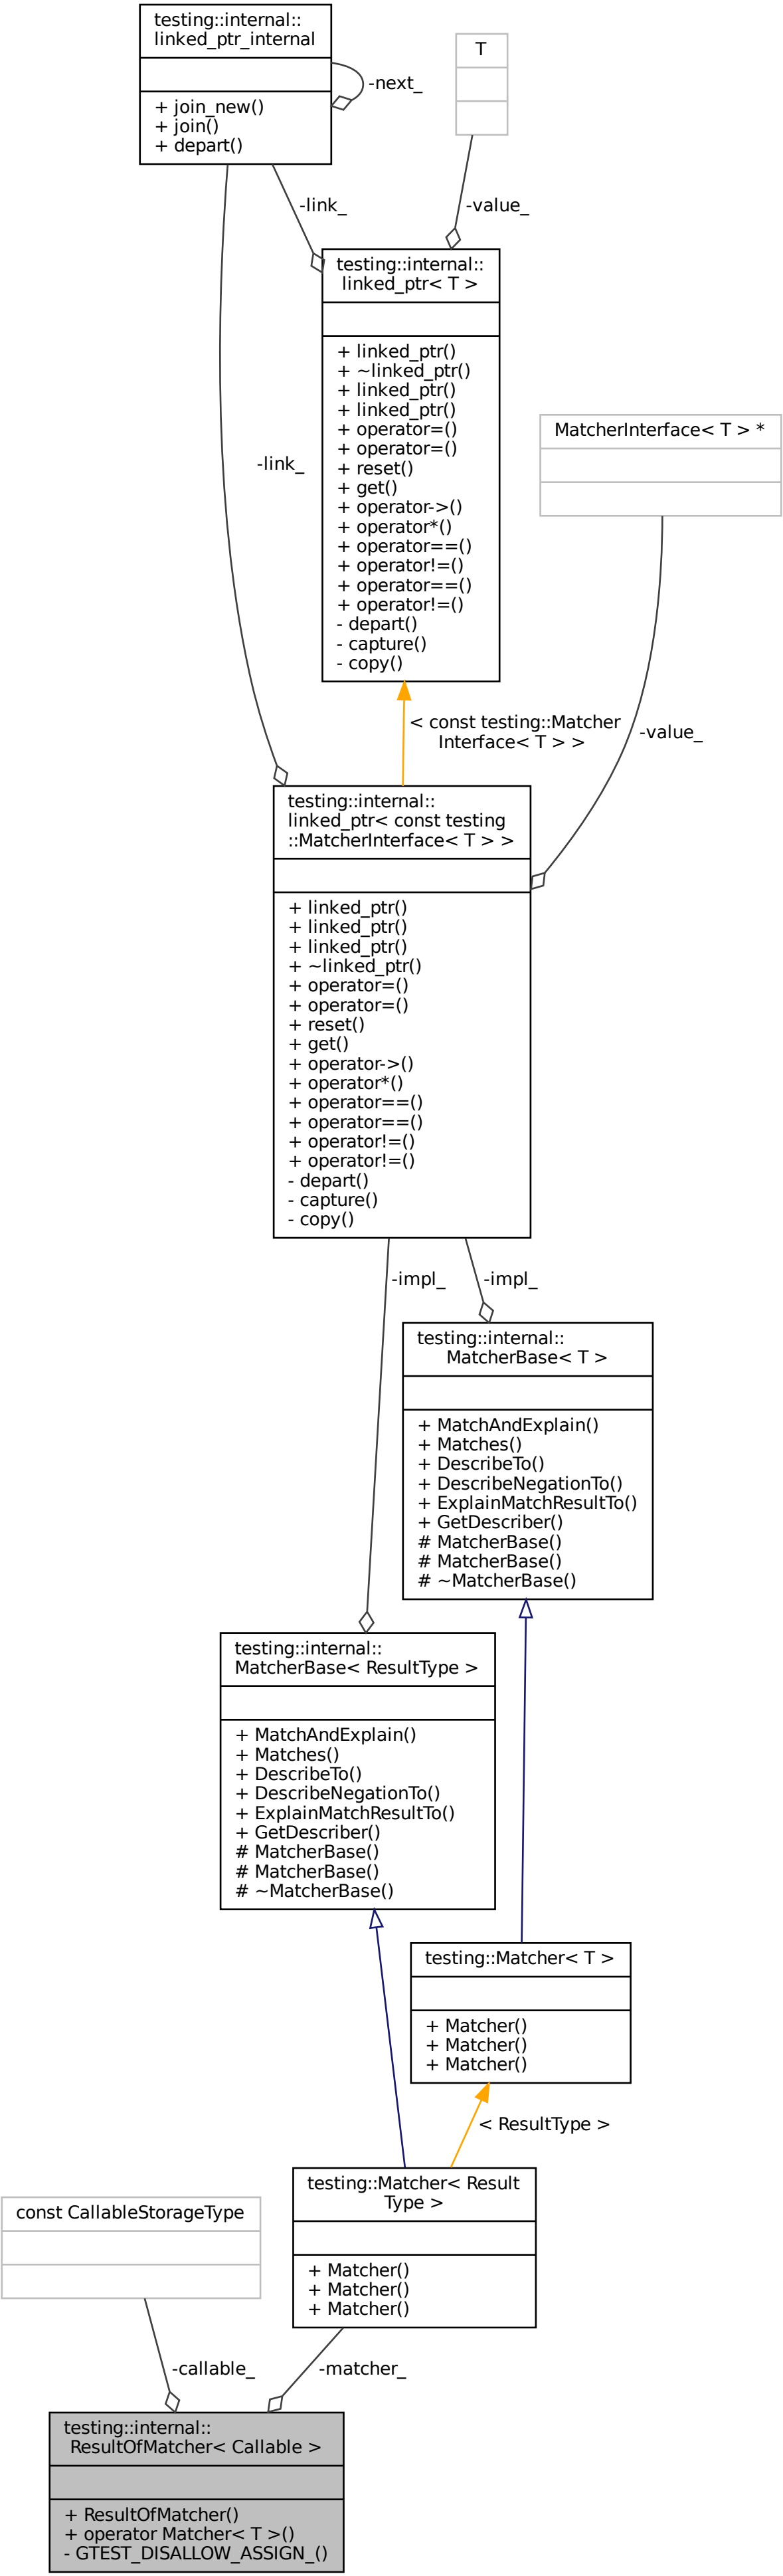 testing::internal::
linked_ptr_internal
+ join_new()
+ join()
+ depart()
-next_
T
-link_
-value_
testing::internal::
linked_ptr< T >
+ linked_ptr()
+ ~linked_ptr()
+ linked_ptr()
+ linked_ptr()
+ operator=()
+ operator=()
+ reset()
+ get()
+ operator->()
+ operator*()
+ operator==()
+ operator!=()
+ operator==()
+ operator!=()
- depart()
- capture()
- copy()
MatcherInterface< T > *
-link_
< const testing::Matcher
Interface< T > >
-value_
testing::internal::
linked_ptr< const testing
::MatcherInterface< T > >
+ linked_ptr()
+ linked_ptr()
+ linked_ptr()
+ ~linked_ptr()
+ operator=()
+ operator=()
+ reset()
+ get()
+ operator->()
+ operator*()
+ operator==()
+ operator==()
+ operator!=()
+ operator!=()
- depart()
- capture()
- copy()
-impl_
-impl_
testing::internal::
MatcherBase< T >
+ MatchAndExplain()
+ Matches()
+ DescribeTo()
+ DescribeNegationTo()
+ ExplainMatchResultTo()
+ GetDescriber()
# MatcherBase()
# MatcherBase()
# ~MatcherBase()
testing::internal::
MatcherBase< ResultType >
+ MatchAndExplain()
+ Matches()
+ DescribeTo()
+ DescribeNegationTo()
+ ExplainMatchResultTo()
+ GetDescriber()
# MatcherBase()
# MatcherBase()
# ~MatcherBase()
testing::Matcher< T >
+ Matcher()
+ Matcher()
+ Matcher()
< ResultType >
testing::Matcher< Result
Type >
+ Matcher()
+ Matcher()
+ Matcher()
const CallableStorageType
-callable_
-matcher_
testing::internal::
ResultOfMatcher< Callable >
+ ResultOfMatcher()
+ operator Matcher< T >()
- GTEST_DISALLOW_ASSIGN_()